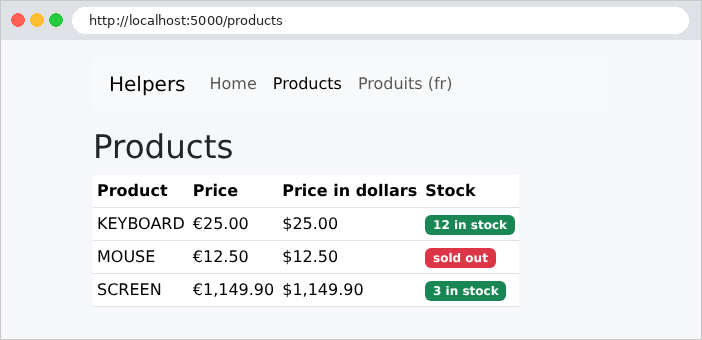 http://localhost:5000/products
Helpers Home Products Produits (fr)
Products
Product Price Price in dollars Stock
KEYBOARD €25.00 $25.00 12 in stock
MOUSE €12.50 $12.50 sold out
SCREEN €1,149.90 $1,149.90 3 in stock